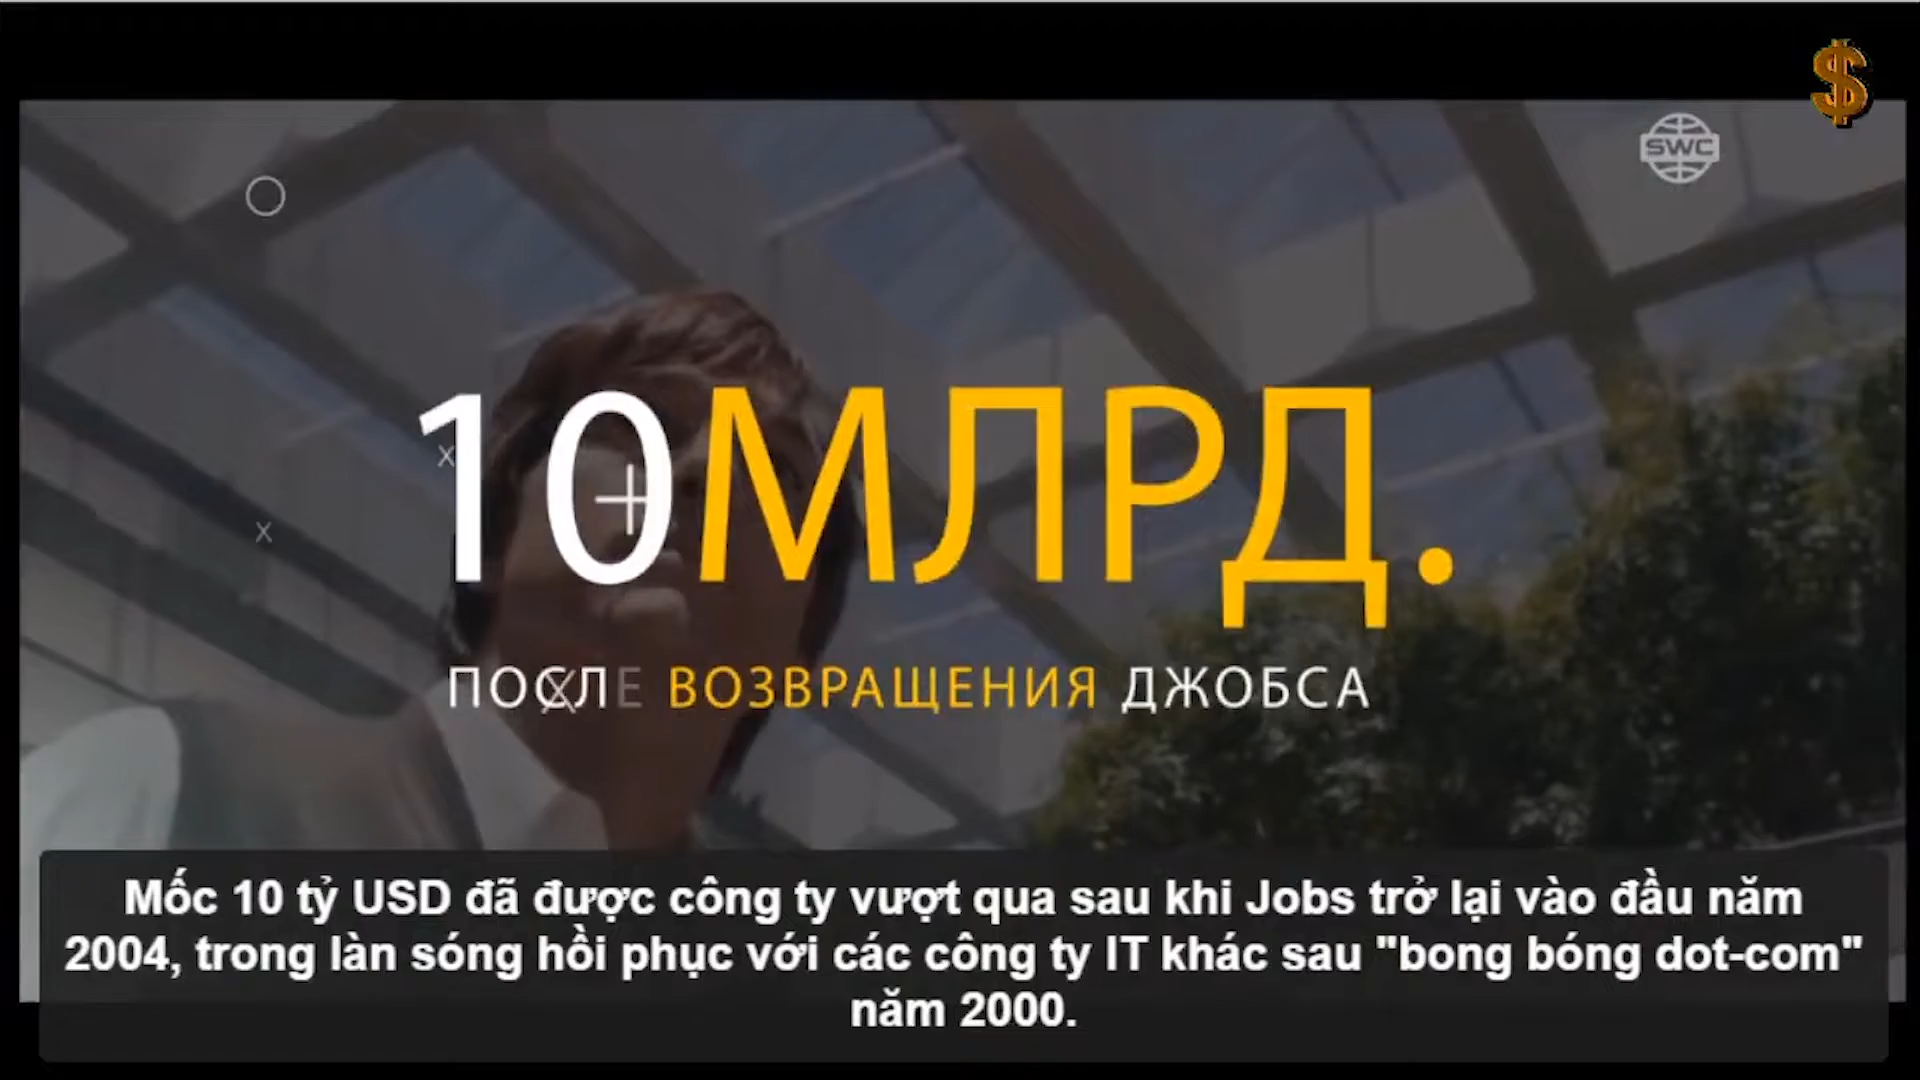 $
SWC
10МЛРД.
ПОСЛЕ ВОЗВРАЩЕНИЯ ДЖОБСА
Mốc 10 tỷ USD đã được công ty vượt qua sau khi Jobs trở lại vào đầu năm
2004, trong làn sóng hồi phục với các công ty IT khác sau "bong bóng dot-com"
năm 2000.